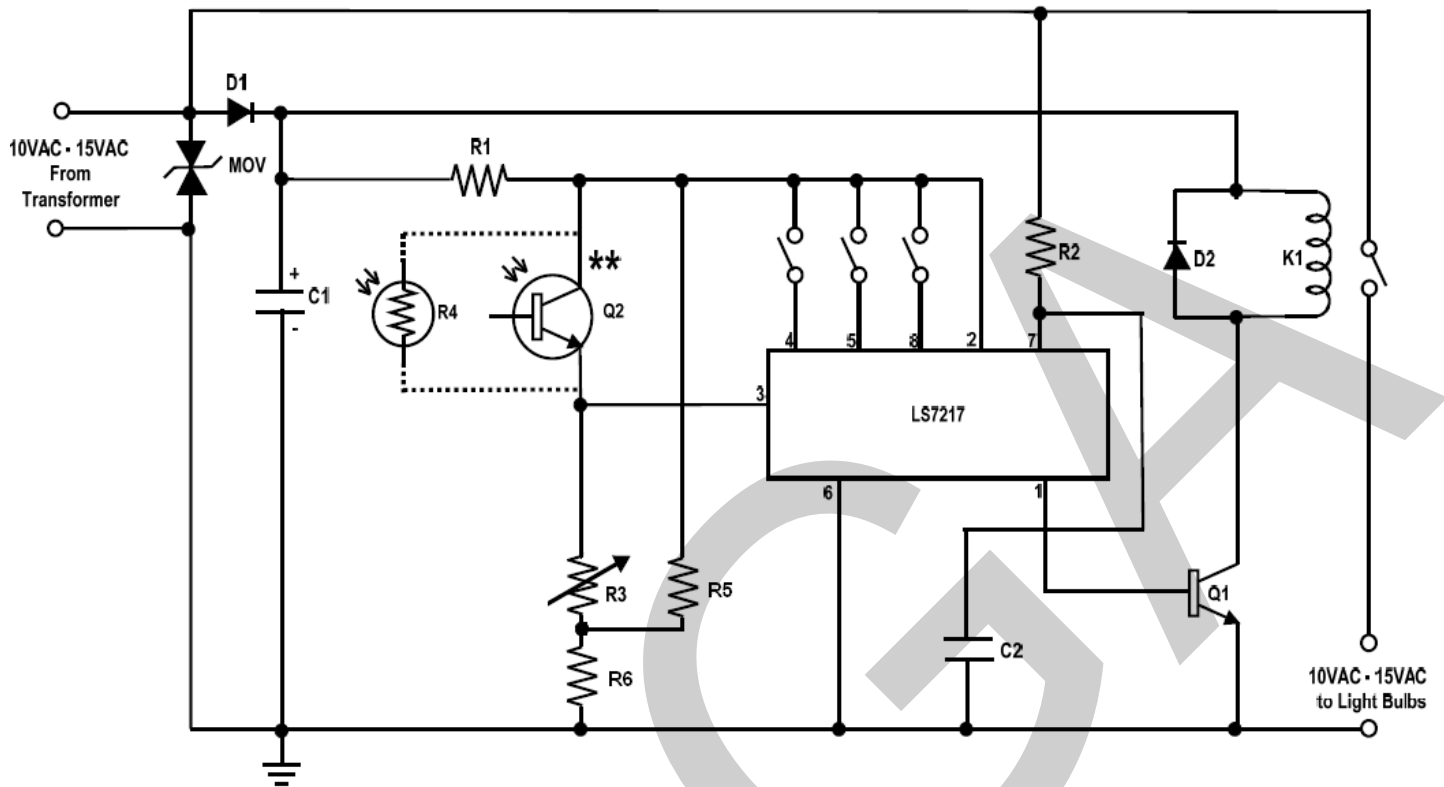 D1
10VAC - 15VAC
From
Transformer
MOV
R1
+
C1
-
R4
**
Q2
R2
D2
K1
4
5
8
2
7
3
LS7217
6
1
R3
R5
R6
C2
Q1
10VAC - 15VAC
to Light Bulbs
GA